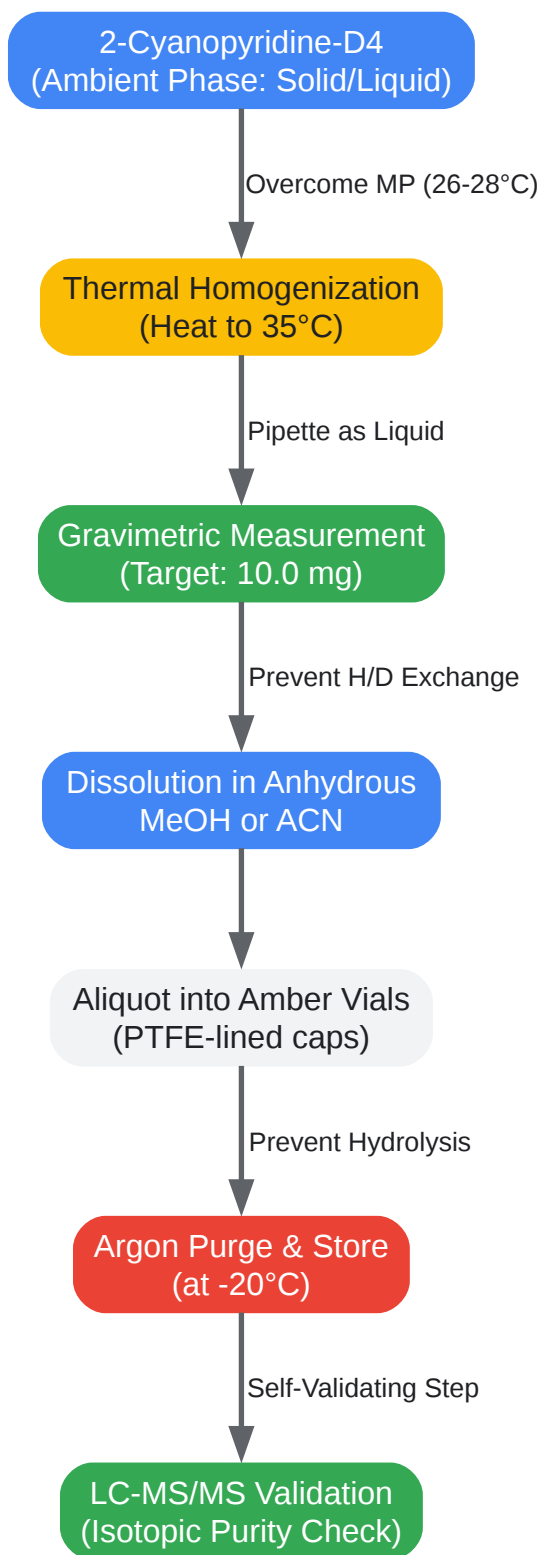 2-Cyanopyridine-D4
(Ambient Phase: Solid/Liquid)
Overcome MP (26-28°C)
Thermal Homogenization
(Heat to 35°C)
Pipette as Liquid
Gravimetric Measurement
(Target: 10.0 mg)
Prevent H/D Exchange
Dissolution in Anhydrous
MeOH or ACN
Aliquot into Amber Vials
(PTFE-lined caps)
Prevent Hydrolysis
Argon Purge & Store
(at -20°C)
Self-Validating Step
LC-MS/MS Validation
(Isotopic Purity Check)